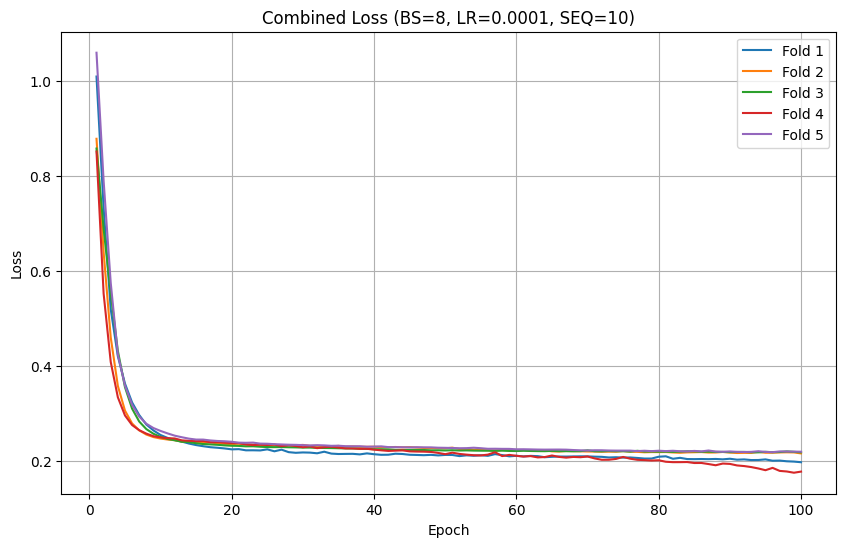 Combined Loss (BS=8, LR=0.0001, SEQ=10)
Fold 1
Fold 2
Fold 3
Fold 4
Fold 5
1.0
0.8
0.6
0.4
0.2
Loss
0 20 40 60 80 100
Epoch